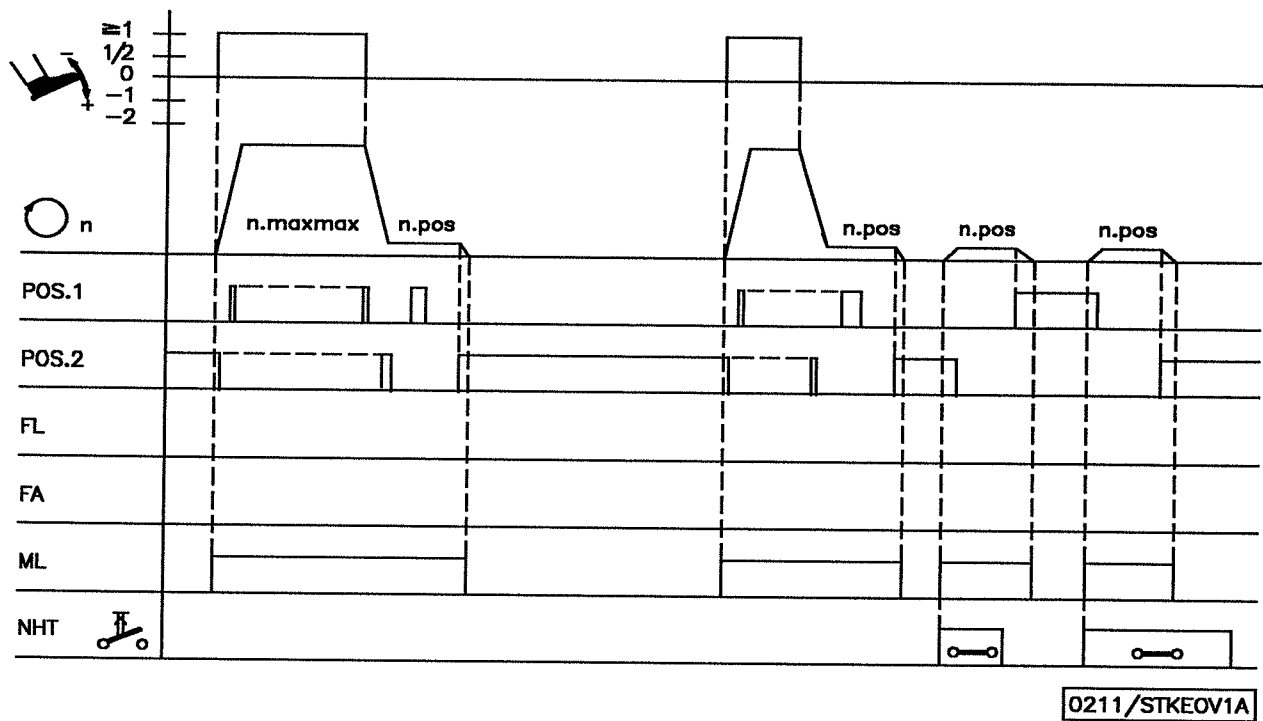 ≧1
1/2
0
-1
-2
−
+
n
n.maxmax n.pos n.pos n.pos n.pos
POS.1
POS.2
FL
FA
ML
NHT
0211/STKEOV1A